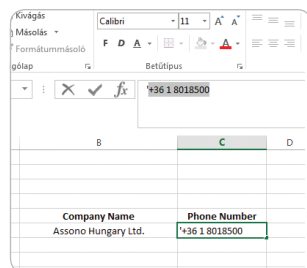 Kivágás
Másolás
Formátummásoló
Calibri 11 A A
F D A A
gólap Betűtípus
fx '+36 1 8018500
B C D
Company Name Phone Number
Assono Hungary Ltd. '+36 1 8018500